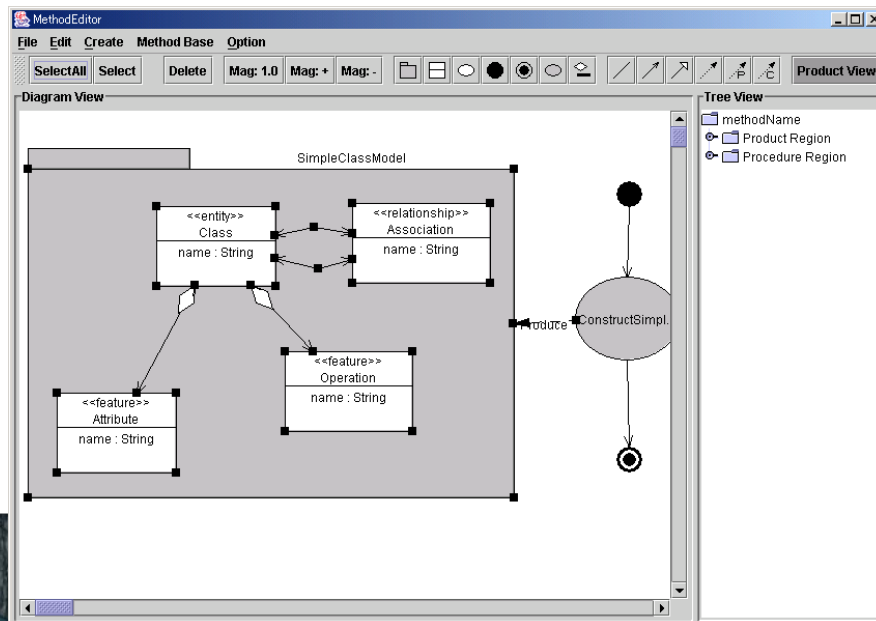 MethodEditor
File Edit Create Method Base Option
SelectAll Select Delete Mag: 1.0 Mag: + Mag: - P C Product View
Diagram View
Tree View
methodName
Product Region
Procedure Region
SimpleClassModel
<<entity>>
Class
name : String
<<relationship>>
Association
name : String
<<feature>>
Operation
name : String
<<feature>>
Attribute
name : String
Produce
ConstructSimpl.